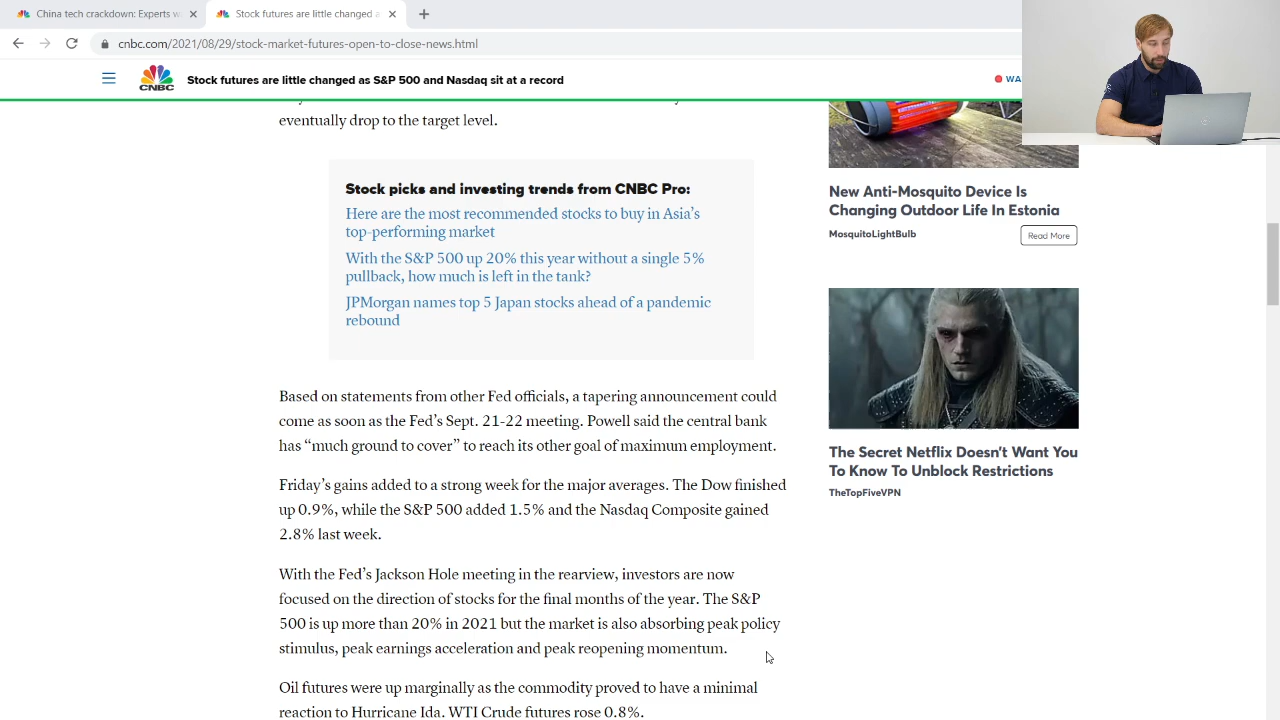 China tech crackdown: Experts w
Stock futures are little changed a
cnbc.com/2021/08/29/stock-market-futures-open-to-close-news.html
CNBC
Stock futures are little changed as S&P 500 and Nasdaq sit at a record
WA
eventually drop to the target level.
Stock picks and investing trends from CNBC Pro:
Here are the most recommended stocks to buy in Asia's
top-performing market
With the S&P 500 up 20% this year without a single 5%
pullback, how much is left in the tank?
JPMorgan names top 5 Japan stocks ahead of a pandemic
rebound
Based on statements from other Fed officials, a tapering announcement could
come as soon as the Fed's Sept. 21-22 meeting. Powell said the central bank
has “much ground to cover” to reach its other goal of maximum employment.
Friday's gains added to a strong week for the major averages. The Dow finished
up 0.9%, while the S&P 500 added 1.5% and the Nasdaq Composite gained
2.8% last week.
With the Fed's Jackson Hole meeting in the rearview, investors are now
focused on the direction of stocks for the final months of the year. The S&P
500 is up more than 20% in 2021 but the market is also absorbing peak policy
stimulus, peak earnings acceleration and peak reopening momentum.
Oil futures were up marginally as the commodity proved to have a minimal
reaction to Hurricane Ida. WTI Crude futures rose 0.8%.
New Anti-Mosquito Device Is
Changing Outdoor Life In Estonia
MosquitoLightBulb
Read More
The Secret Netflix Doesn't Want You
To Know To Unblock Restrictions
TheTopFiveVPN